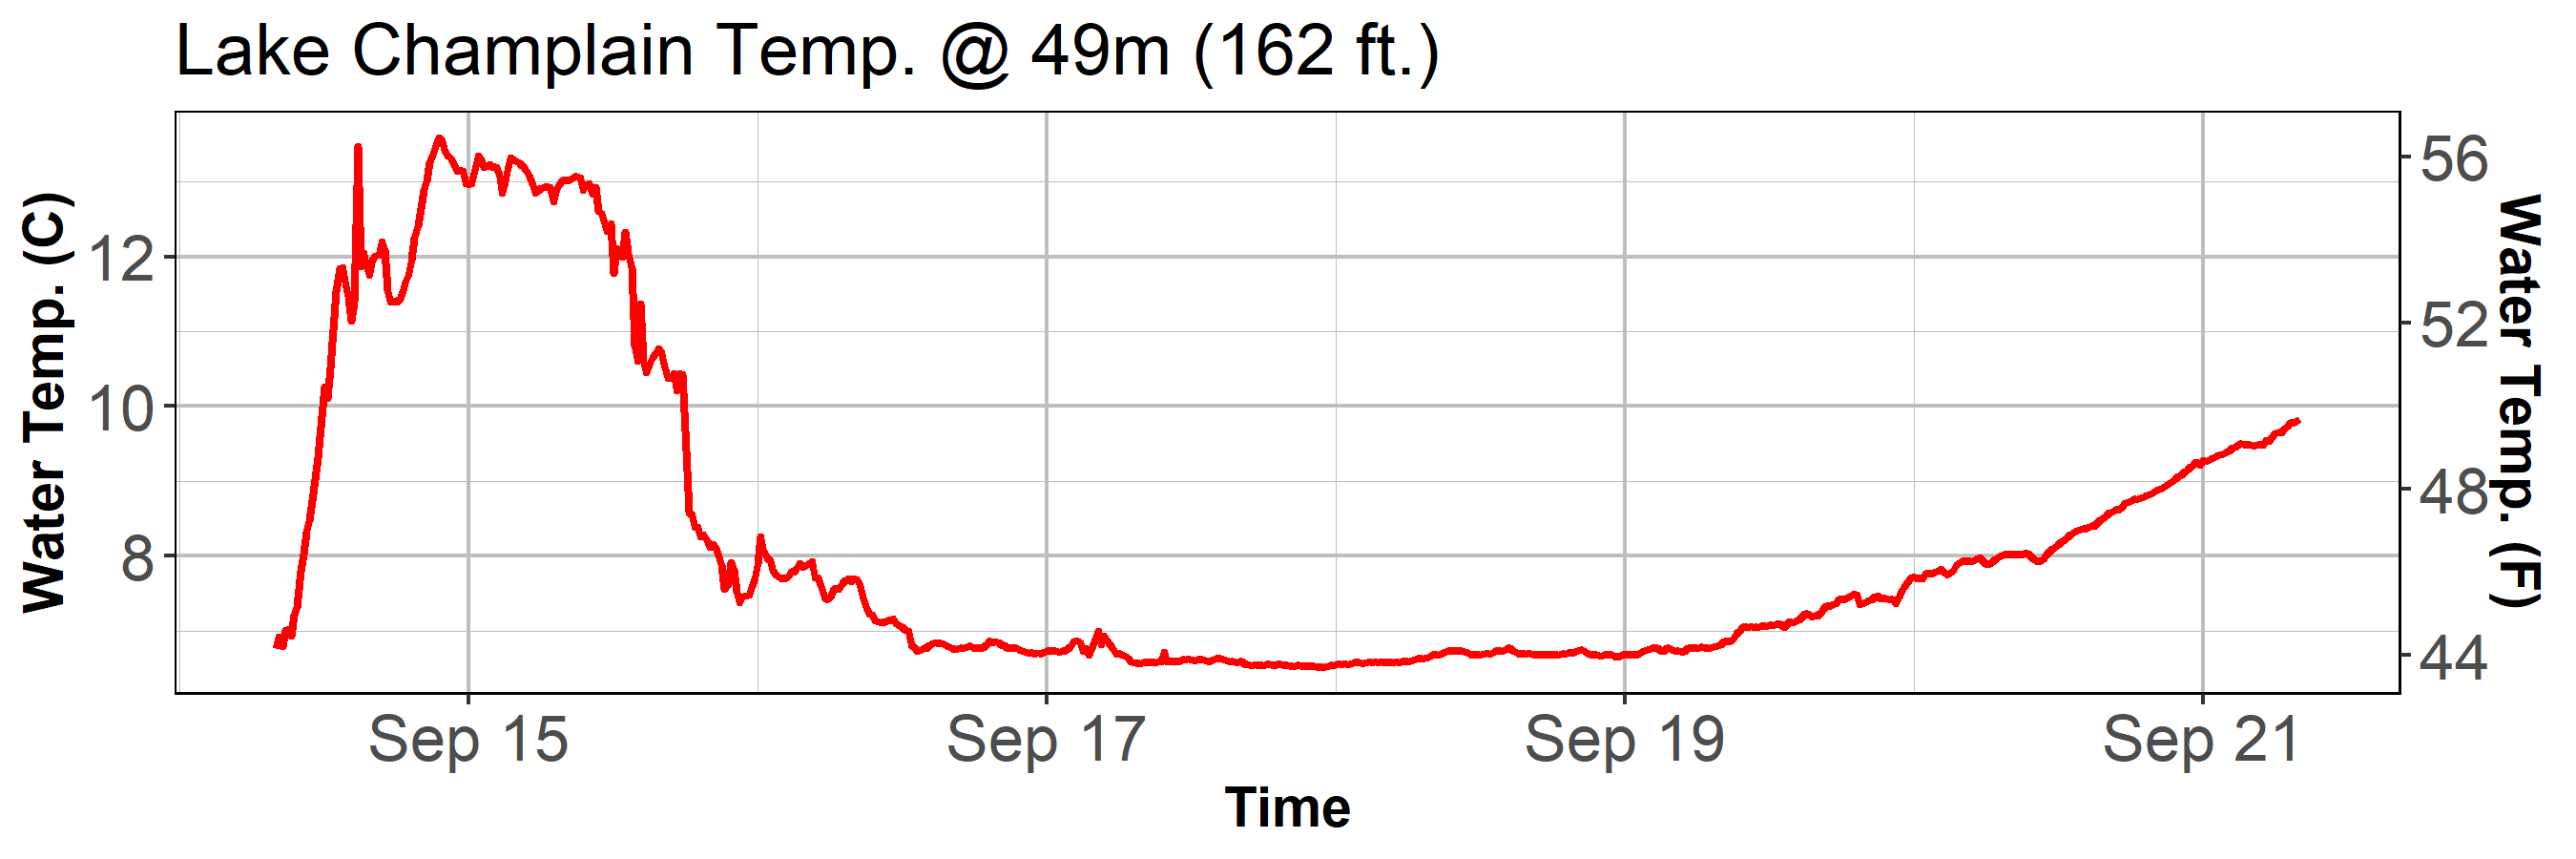 Lake Champlain Temp. @ 49m (162 ft.)
Water Temp. (C)
12
10
8
56
52
48
44
Water Temp. (F)
Sep 15
Sep 17
Sep 19
Sep 21
Time